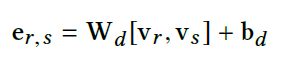 e_{r,s} = W_d[v_r, v_s] + b_d